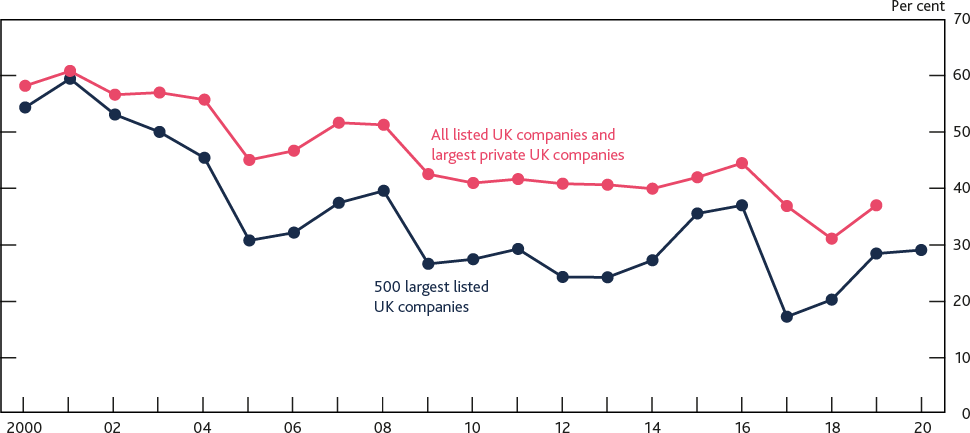 Per cent
70
60
50
All listed UK companies and
largest private UK companies
40
30
500 largest listed
UK companies
20
10
0
2000 02 04 06 08 10 12 14 16 18 20